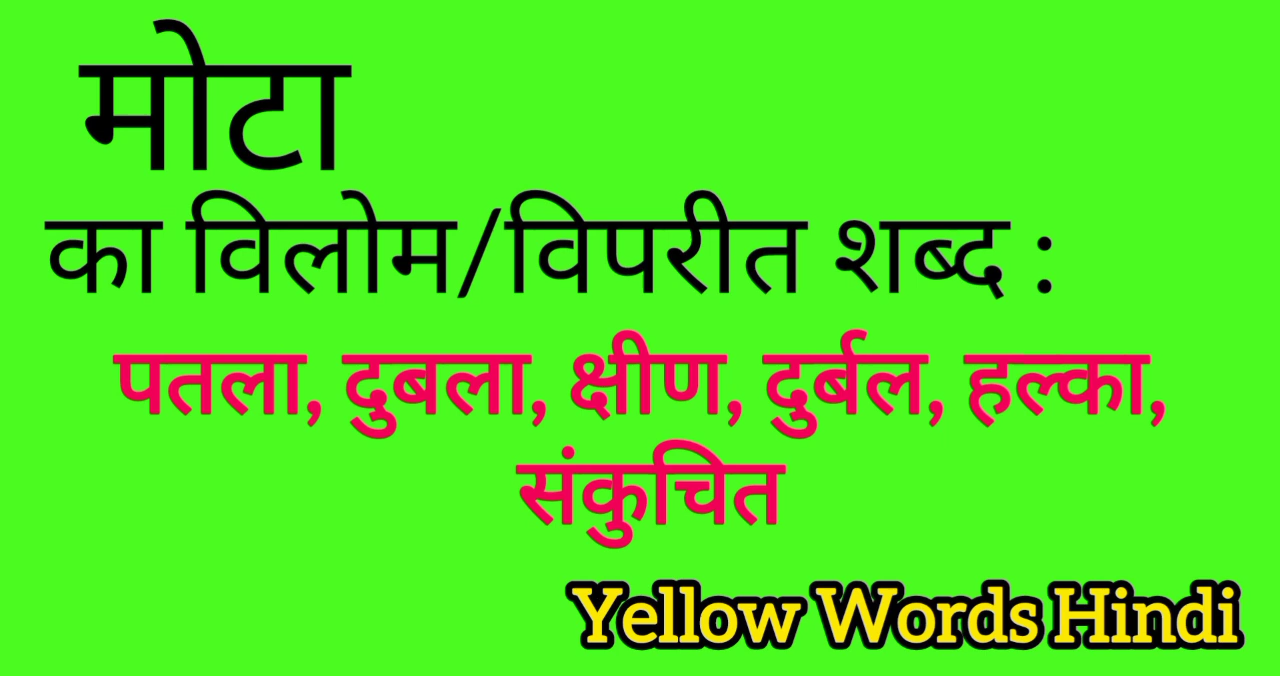 मोटा
का विलोम/विपरीत शब्द :
पतला, दुबला, क्षीण, दुर्बल, हल्का,
संकुचित
Yellow Words Hindi